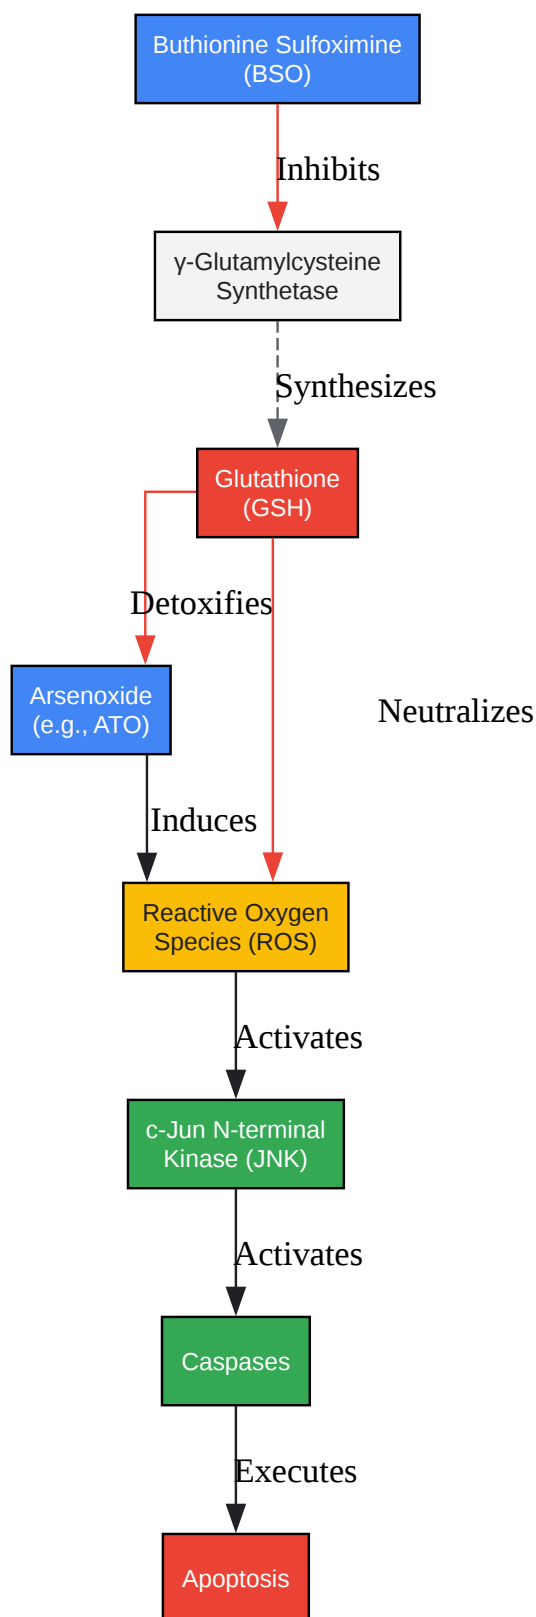 Buthionine Sulfoximine
(BSO)
Inhibits
γ-Glutamylcysteine
Synthetase
Synthesizes
Glutathione
(GSH)
Detoxifies
Arsenoxide
(e.g., ATO)
Neutralizes
Induces
Reactive Oxygen
Species (ROS)
Activates
c-Jun N-terminal
Kinase (JNK)
Activates
Caspases
Executes
Apoptosis